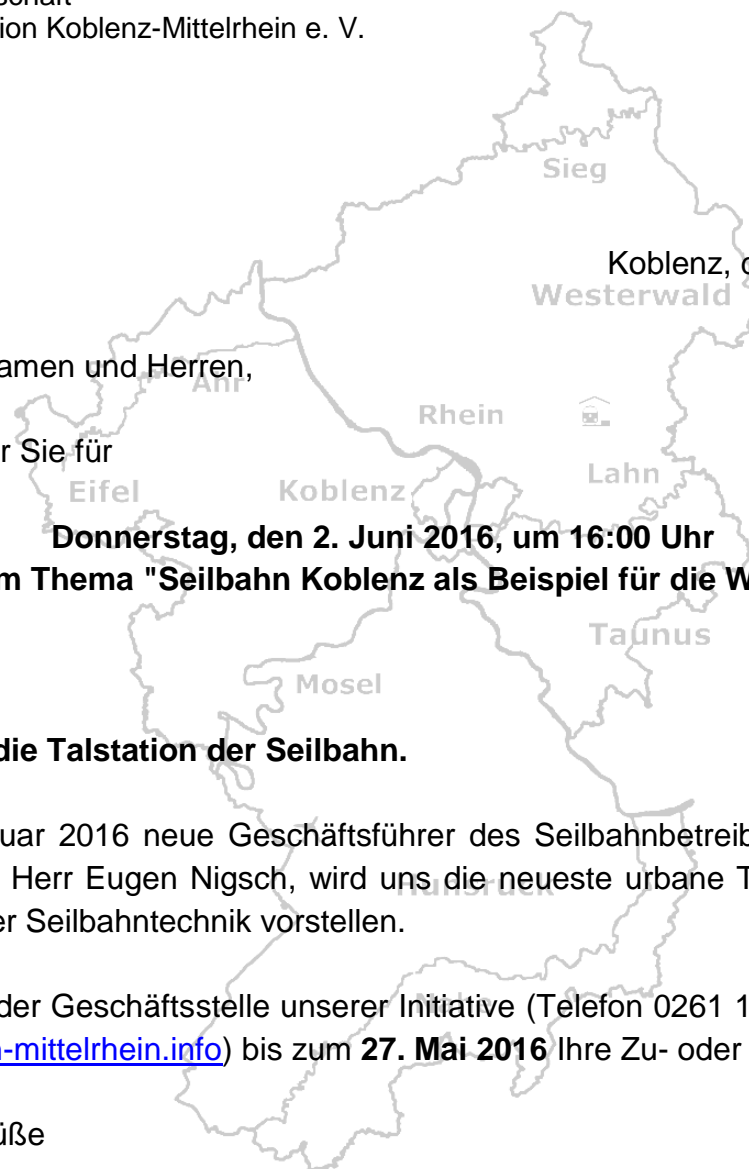 ion Koblenz-Mittelrhein e. V.
Sieg
Koblenz,
Westerwald
amen und Herren,
Ahr
Rhein
r Sie für
Lahn
Eifel
Koblenz
Donnerstag, den 2. Juni 2016, um 16:00 Uhr
m Thema "Seilbahn Koblenz als Beispiel für die W
Taunus
Mosel
die Talstation der Seilbahn.
uar 2016 neue Geschäftsführer des Seilbahnbetreib
Herr Eugen Nigsch, wird uns die neueste urbane T
Hunsrück
er Seilbahntechnik vorstellen.
der Geschäftsstelle unserer Initiative (Telefon 0261 1
Nahe
-mittelrhein.info) bis zum 27. Mai 2016 Ihre Zu- oder
üße